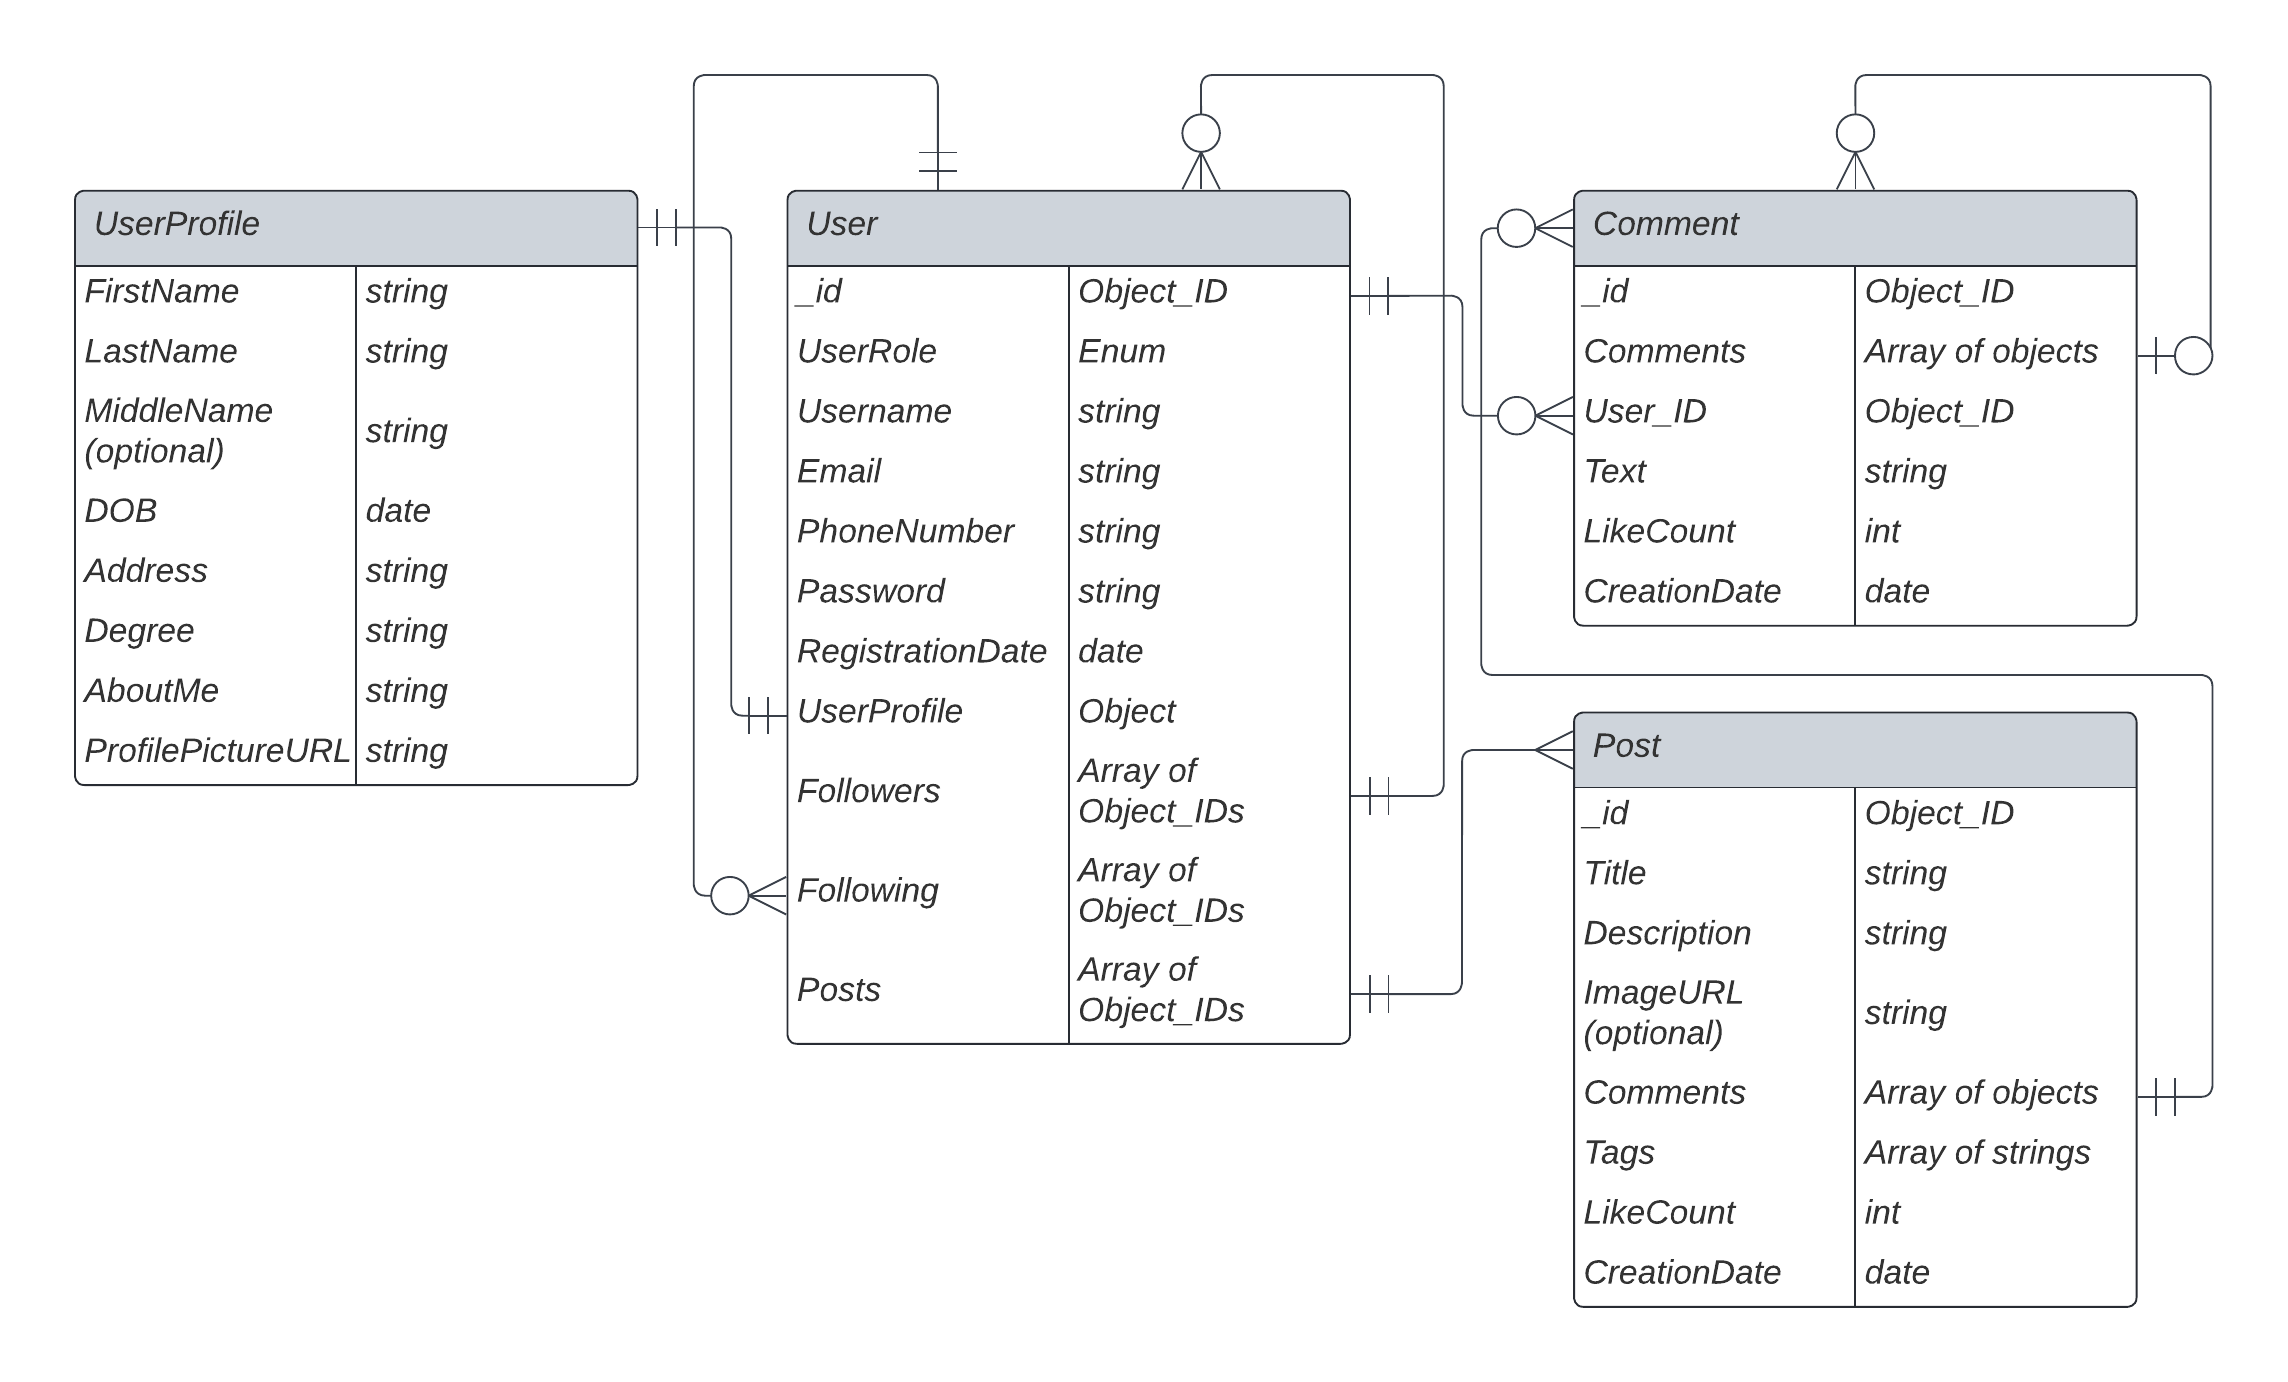 UserProfile
FirstName string
LastName string
MiddleName
(optional)
string
DOB date
Address string
Degree string
AboutMe string
ProfilePictureURL string
User
_id Object_ID
UserRole Enum
Username string
Email string
PhoneNumber string
Password string
RegistrationDate date
UserProfile Object
Followers
Array of
Object_IDs
Following
Array of
Object_IDs
Posts
Array of
Object_IDs
Comment
_id Object_ID
Comments Array of objects
User_ID Object_ID
Text string
LikeCount int
CreationDate date
Post
_id Object_ID
Title string
Description string
ImageURL
(optional)
string
Comments Array of objects
Tags Array of strings
LikeCount int
CreationDate date